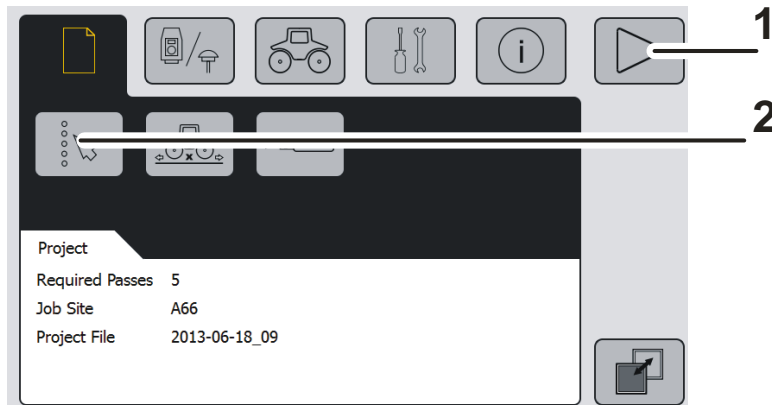 1
2
i
x
Project
Required Passes 5
Job Site A66
Project File 2013-06-18_09